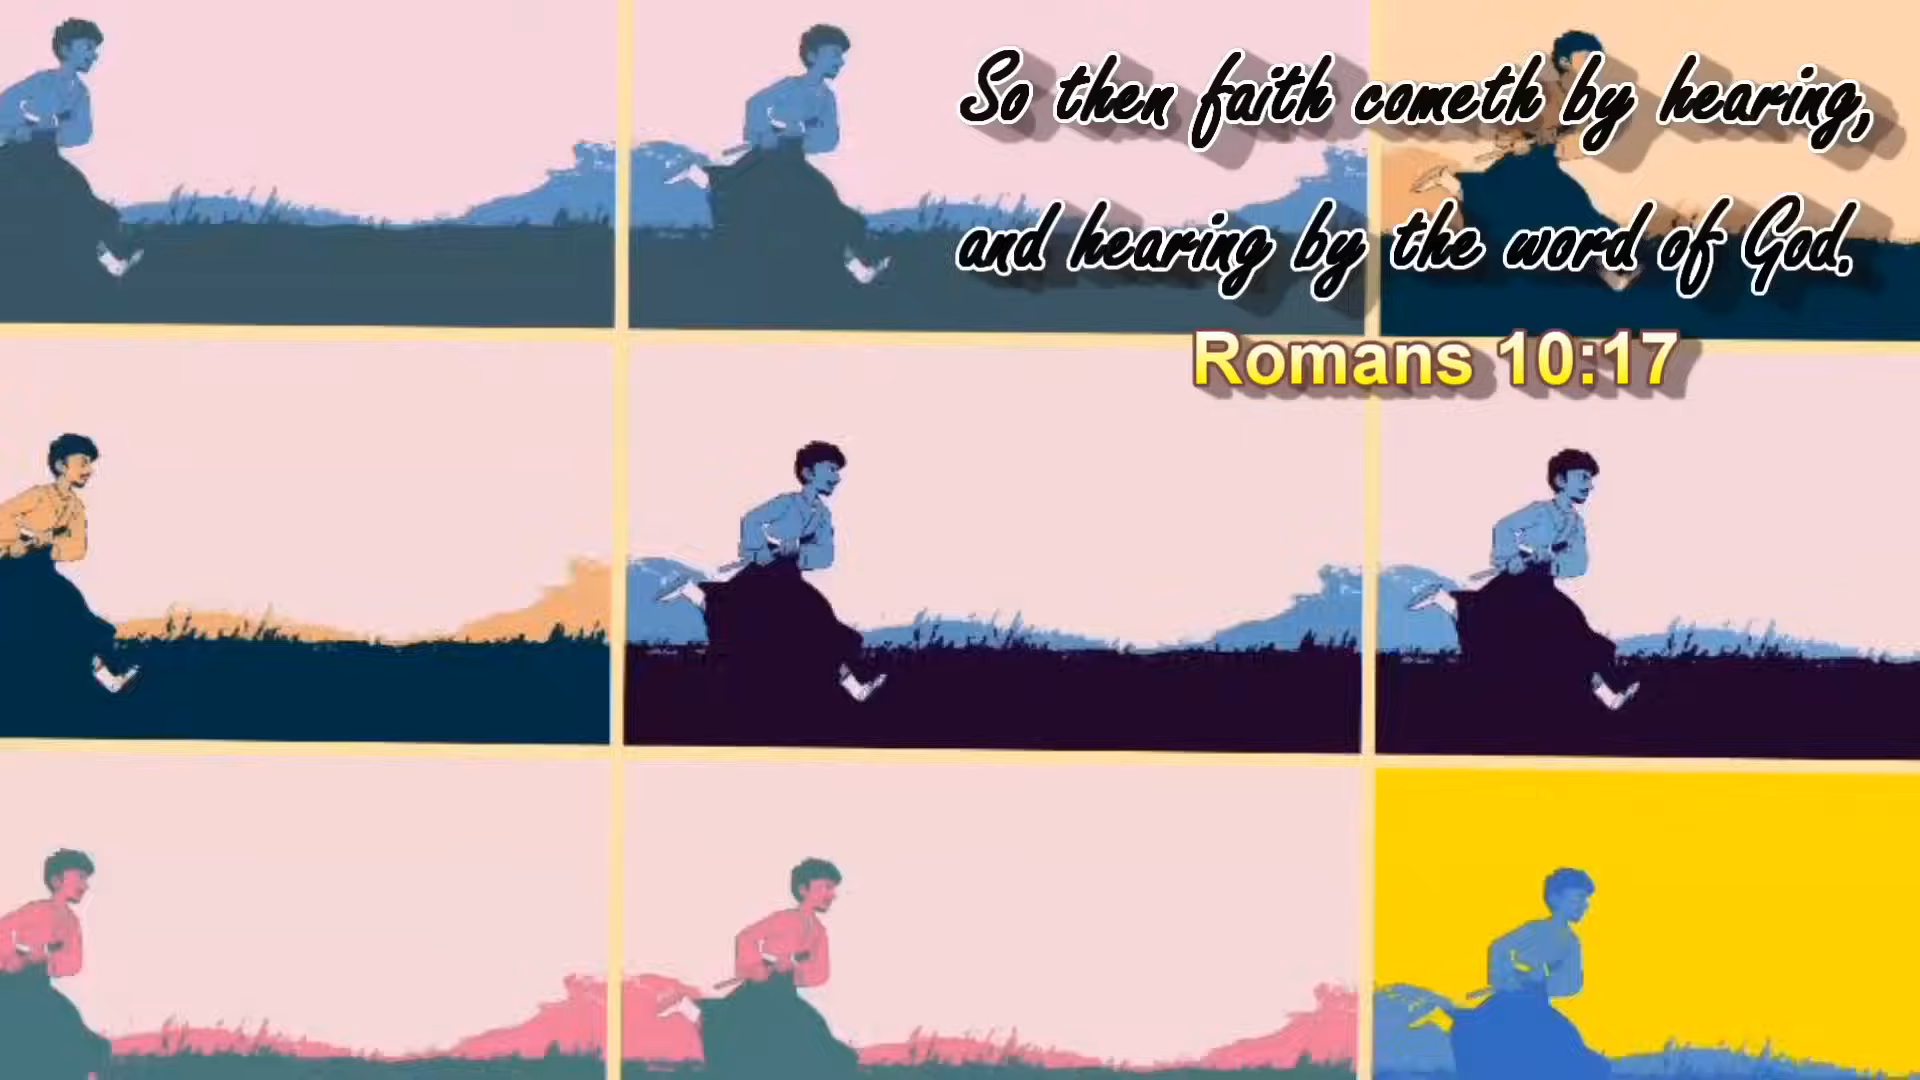 So then faith cometh by hearing,
and hearing by the word of God.
Romans 10:17